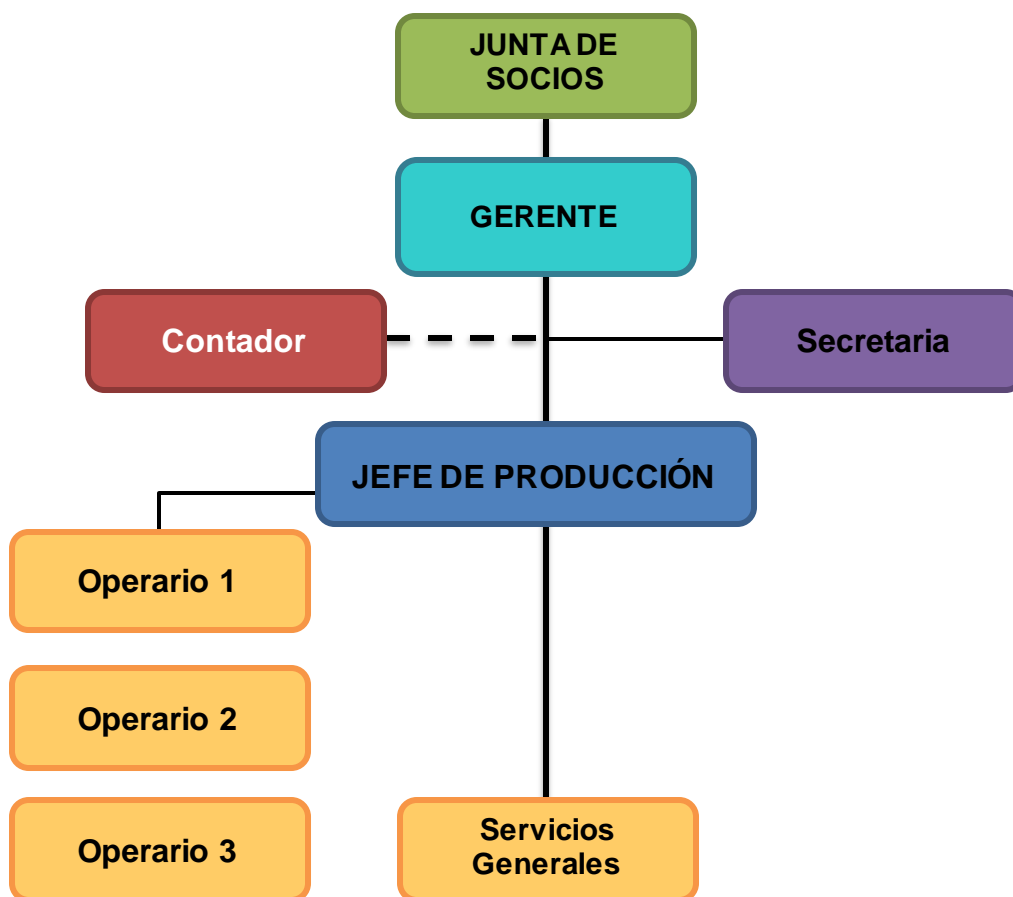 JUNTA DE
SOCIOS
GERENTE
Contador
Secretaria
JEFE DE PRODUCCIÓN
Operario 1
Operario 2
Operario 3
Servicios
Generales